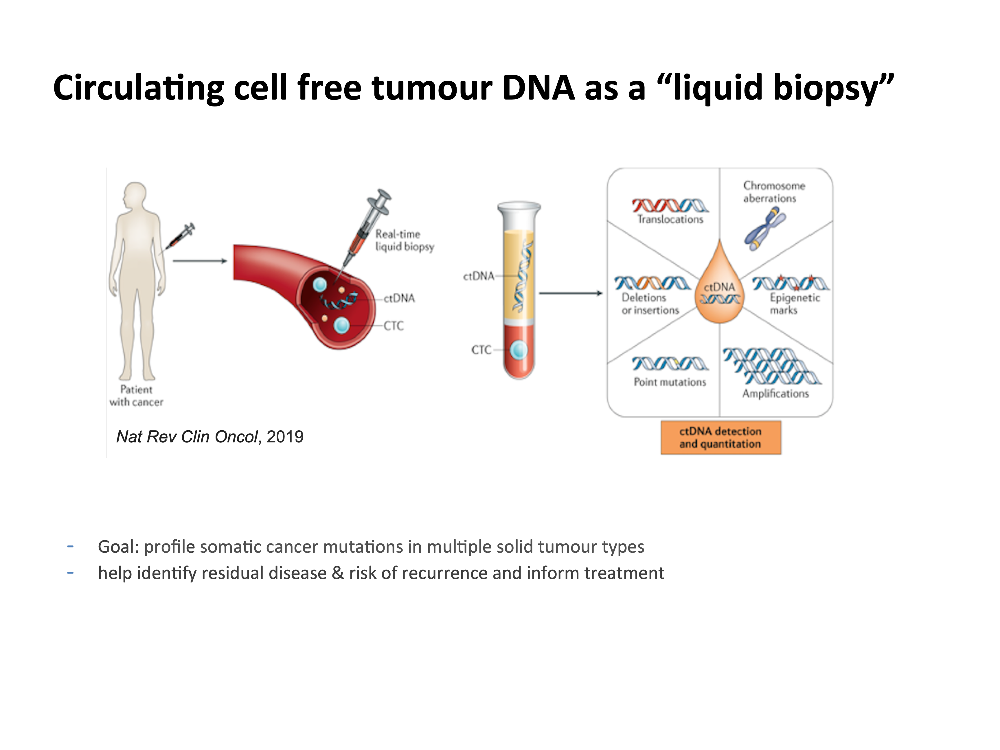 Circulating cell free tumour DNA as a “liquid biopsy”
Patient
with cancer
Real-time
liquid biopsy
ctDNA
CTC
ctDNA
CTC
Translocations
Chromosome
aberrations
Deletions
or insertions
ctDNA
Epigenetic
marks
Point mutations
Amplifications
ctDNA detection
and quantitation
Nat Rev Clin Oncol, 2019
- Goal: profile somatic cancer mutations in multiple solid tumour types
- help identify residual disease & risk of recurrence and inform treatment